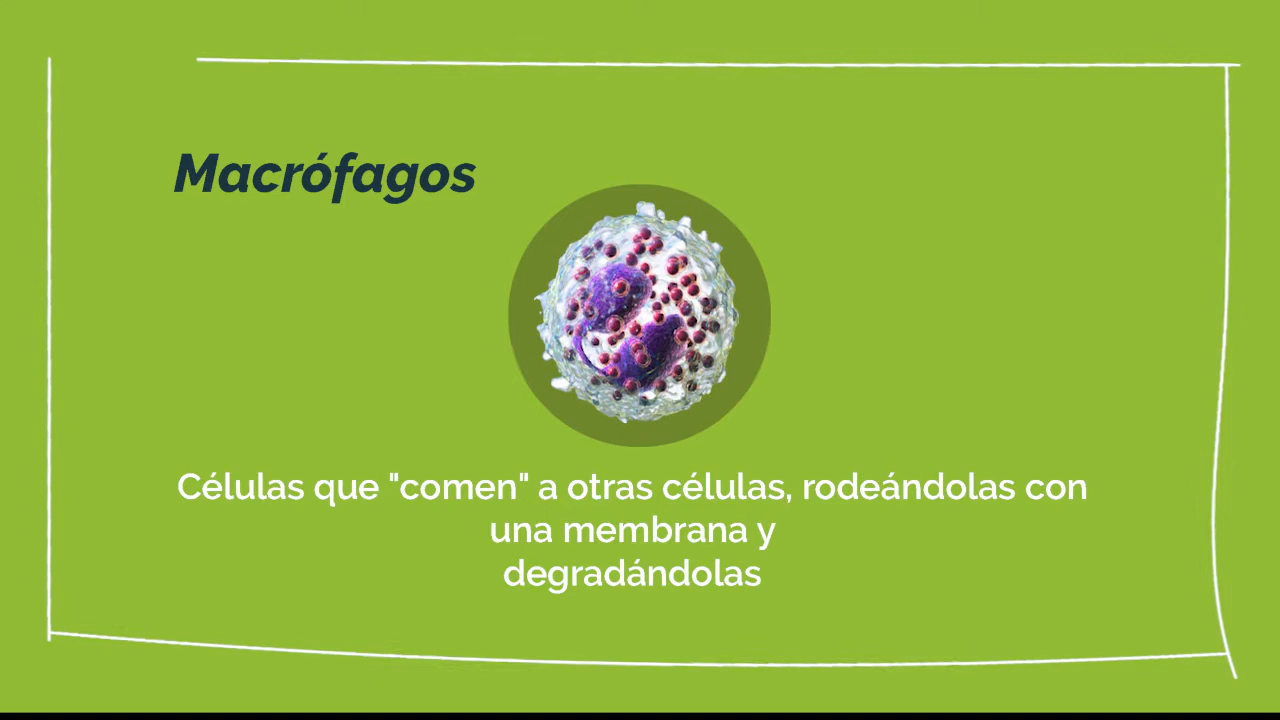 Macrófagos
Células que "comen" a otras células, rodeándolas con
una membrana y
degradándolas